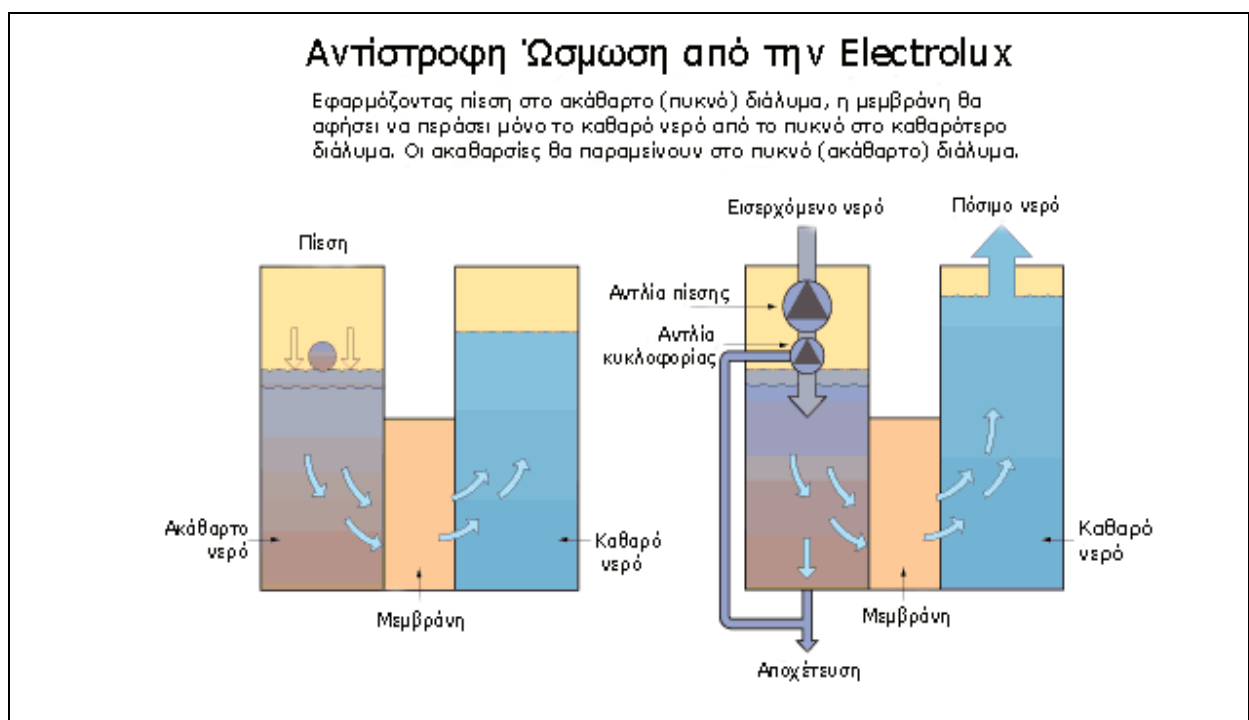 Αντίστροφη Ώσμωση από την Electrolux
Εφαρμόζοντας πίεση στο ακάθαρτο (πυκνό) διάλυμα, η μεμβράνη θα
αφήσει να περάσει μόνο το καθαρό νερό από το πυκνό στο καθαρότερο
διάλυμα. Οι ακαθαρσίες θα παραμείνουν στο πυκνό (ακάθαρτο) διάλυμα.
Πίεση
Ακάθαρτο
νερό
Καθαρό
νερό
Μεμβράνη
Εισερχόμενο νερό
Πόσιμο νερό
Αντλία πίεσης
Αντλία
κυκλοφορίας
Καθαρό
νερό
Μεμβράνη
Αποχέτευση